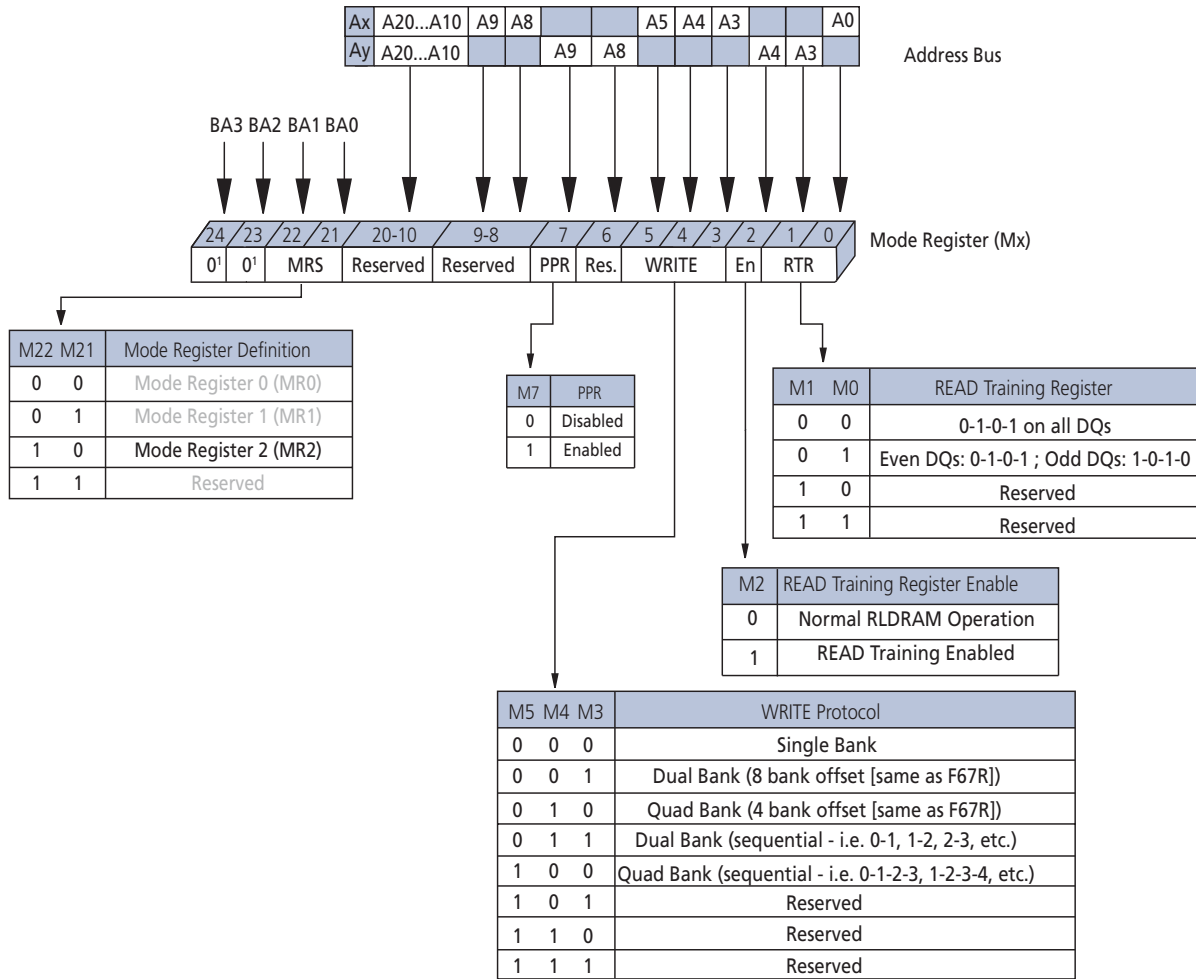 Ax A20...A10 A9 A8 A5 A4 A3 A0
Ay A20...A10 A9 A8 A4 A3
Address Bus
BA3 BA2 BA1 BA0
24 23 22 21 20-10 9-8 7 6 5 4 3 2 1 0
Mode Register (Mx)
0¹ 0¹ MRS Reserved Reserved PPR Res. WRITE En RTR
M22 M21 Mode Register Definition
0 0 Mode Register 0 (MR0)
0 1 Mode Register 1 (MR1)
1 0 Mode Register 2 (MR2)
1 1 Reserved
M7 PPR
0 Disabled
1 Enabled
M1 M0 READ Training Register
0 0 0-1-0-1 on all DQs
0 1 Even DQs: 0-1-0-1 ; Odd DQs: 1-0-1-0
1 0 Reserved
1 1 Reserved
M2 READ Training Register Enable
0 Normal RLDRAM Operation
1 READ Training Enabled
M5 M4 M3 WRITE Protocol
0 0 0 Single Bank
0 0 1 Dual Bank (8 bank offset [same as F67R])
0 1 0 Quad Bank (4 bank offset [same as F67R])
0 1 1 Dual Bank (sequential - i.e. 0-1, 1-2, 2-3, etc.)
1 0 0 Quad Bank (sequential - i.e. 0-1-2-3, 1-2-3-4, etc.)
1 0 1 Reserved
1 1 0 Reserved
1 1 1 Reserved